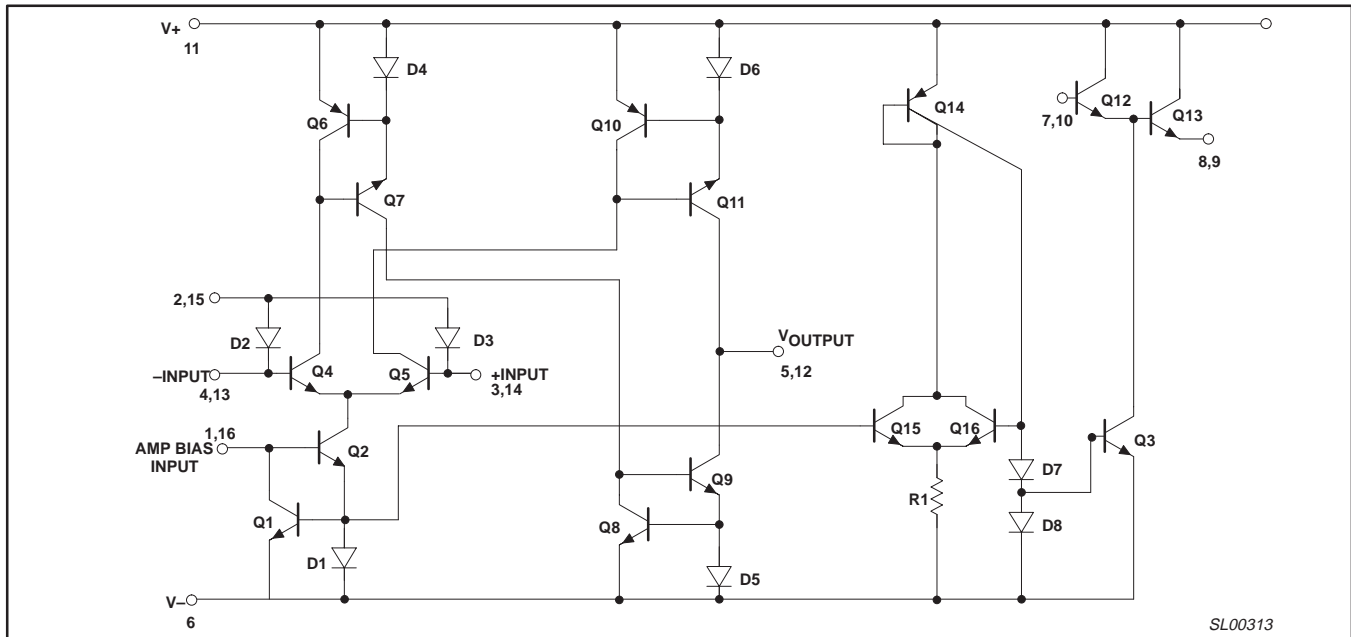 V+
11
D4
D6
Q6
Q10
Q14
Q12
7,10
Q13
8,9
Q7
Q11
2,15
D2
D3
VOUTPUT
5,12
–INPUT
4,13
Q4
Q5
+INPUT
3,14
AMP BIAS
INPUT
1,16
Q2
Q15
Q16
Q3
D7
Q9
R1
Q1
Q8
D8
D1
D5
V–
6
SL00313